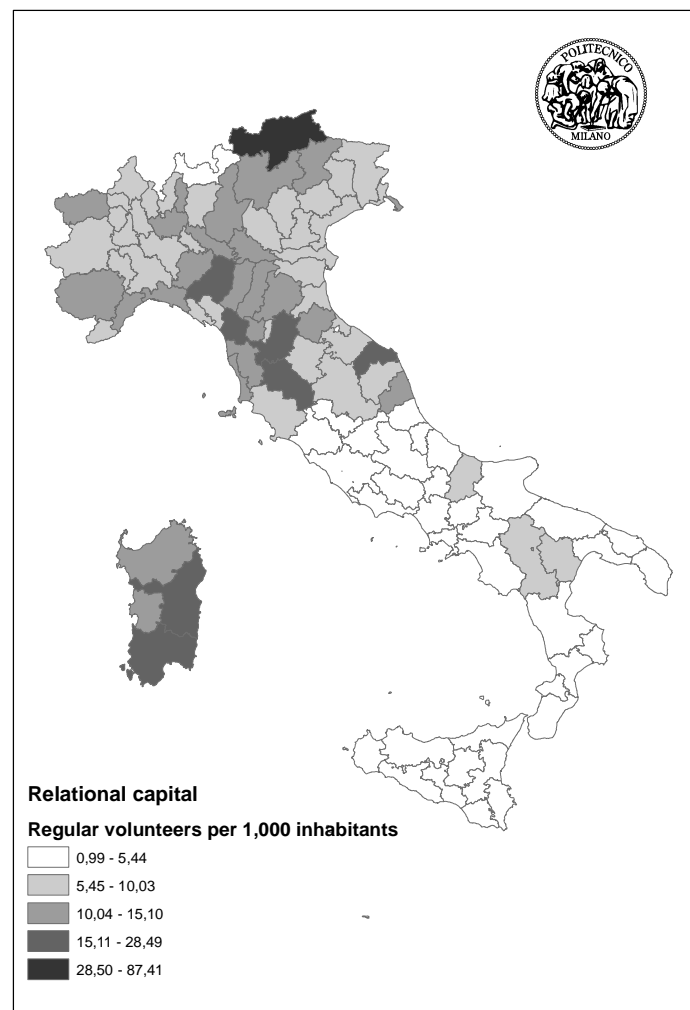 POLITECNICO
MILANO
Relational capital
Regular volunteers per 1,000 inhabitants
0,99 - 5,44
5,45 - 10,03
10,04 - 15,10
15,11 - 28,49
28,50 - 87,41